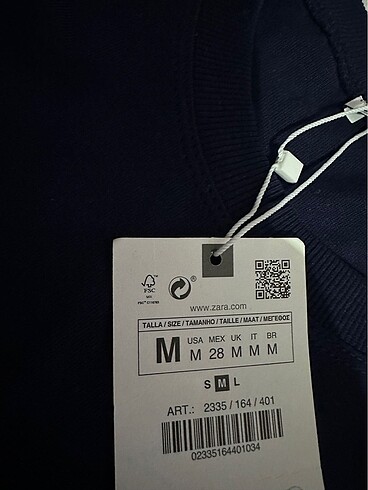 FSC
MIX
www.zara.com
TALLA / SIZE / TAMANHO / TAILLE / MAAT / ΜΕΓΕΘΟΣ
M USA MEX UK IT BR
M 28 M M M
S M L
ART.: 2335 / 164 / 401
02335164401034